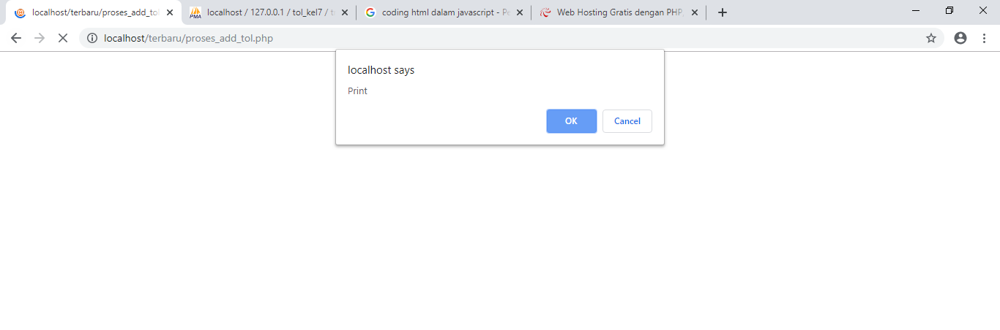 localhost/terbaru/proses_add_tol
localhost / 127.0.0.1 / tol_kel7 / t
coding html dalam javascript - Pe
Web Hosting Gratis dengan PHP,
localhost/terbaru/proses_add_tol.php
localhost says
Print
OK
Cancel